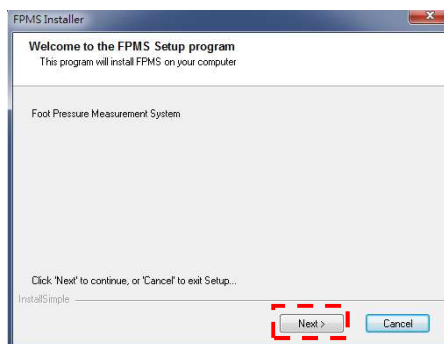 FPMS Installer
Welcome to the FPMS Setup program
This program will install FPMS on your computer
Foot Pressure Measurement System
Click 'Next' to continue, or 'Cancel' to exit Setup...
InstallSimple
Next > Cancel